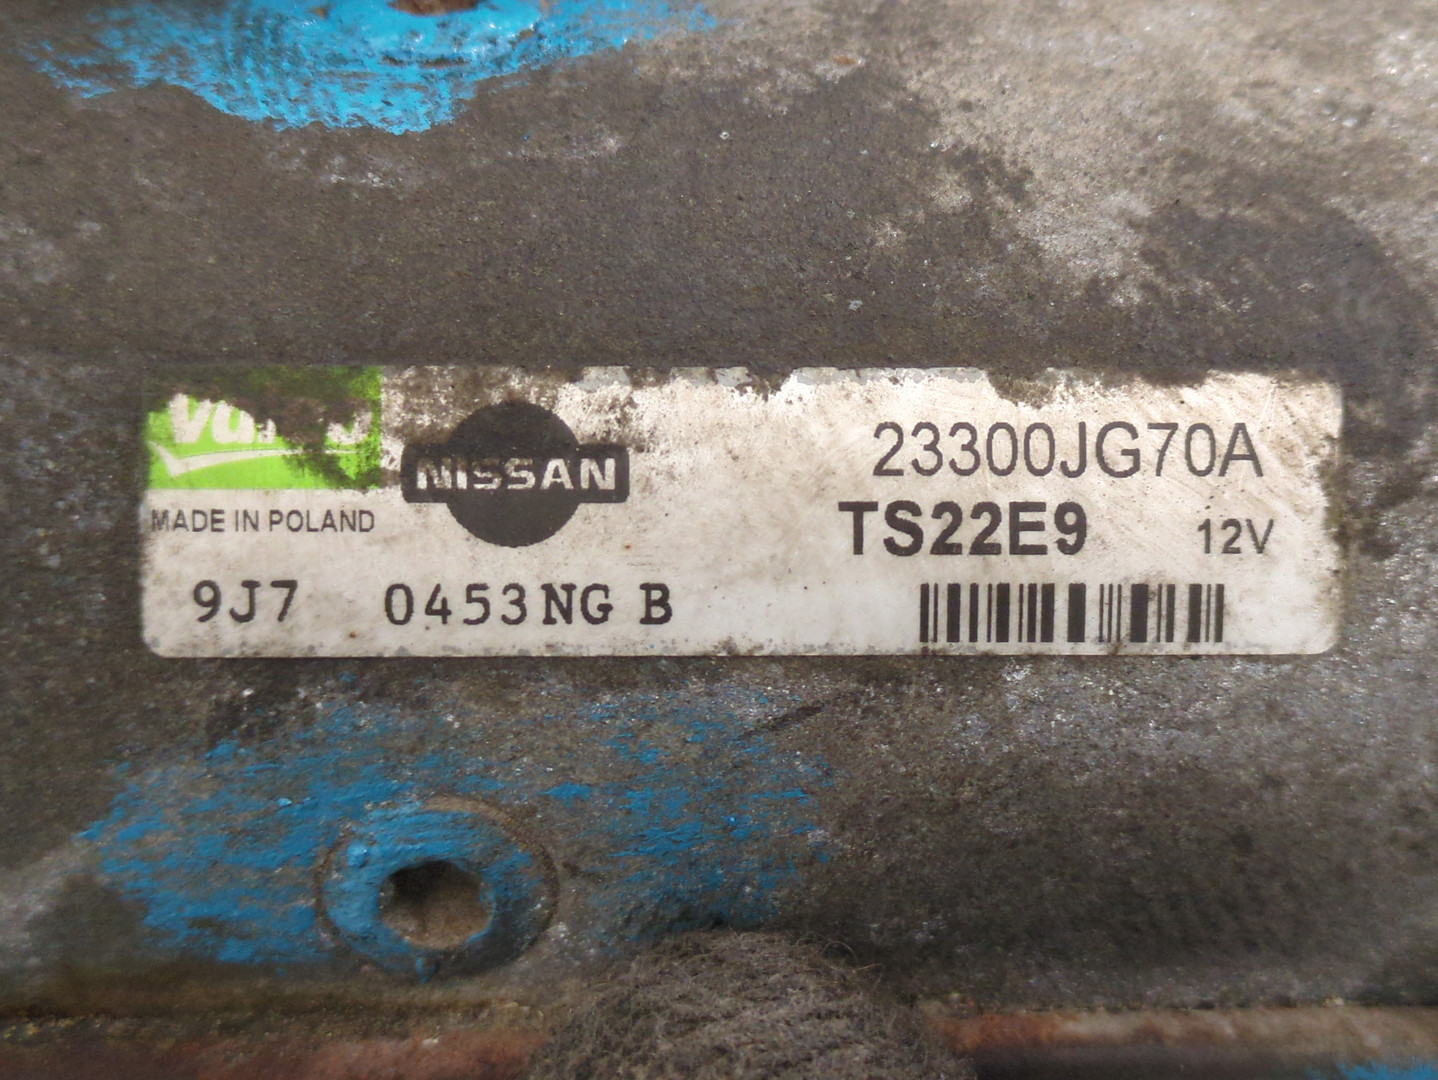 NISSAN
23300JG70A
MADE IN POLAND
TS22E9 12V
9J7 0453NG B